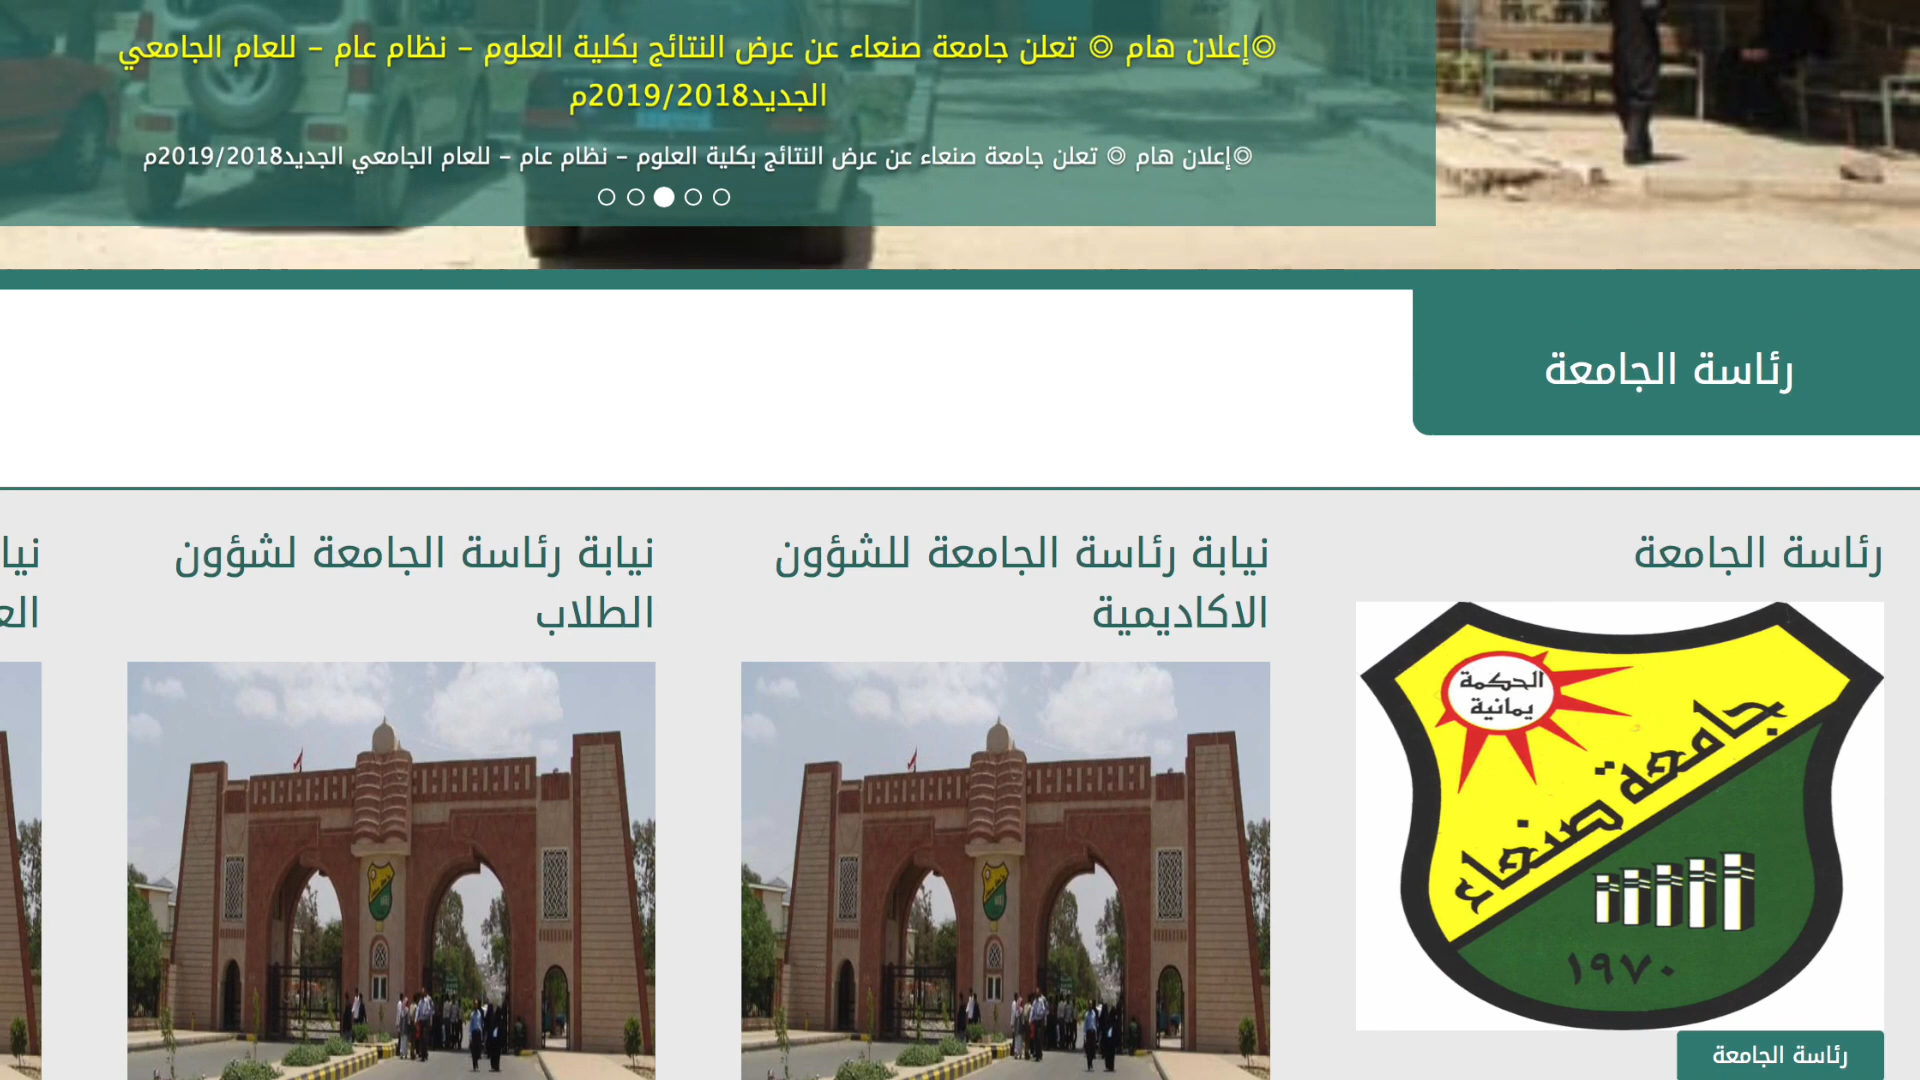 ◎إعلان هام ◎ تعلن جامعة صنعاء عن عرض النتائج بكلية العلوم – نظام عام – للعام الجامعي
الجديد2019/2018م
◎إعلان هام ◎ تعلن جامعة صنعاء عن عرض النتائج بكلية العلوم – نظام عام – للعام الجامعي الجديد2019/2018م
رئاسة الجامعة
رئاسة الجامعة
الحكمة
يمانية
جامعة صنعاء
١٩٧٠
رئاسة الجامعة
نيابة رئاسة الجامعة للشؤون
الاكاديمية
نيابة رئاسة الجامعة لشؤون
الطلاب